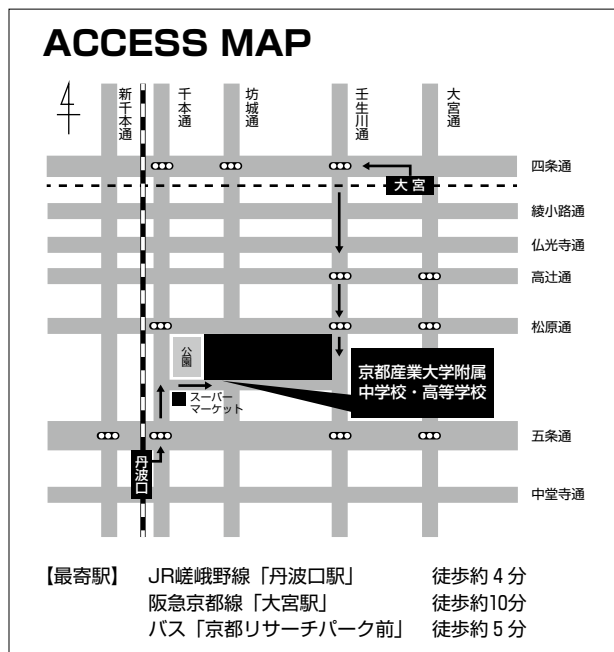 ACCESS MAP
新千本通
千本通
坊城通
壬生川通
大宮通
四条通
大宮
綾小路通
仏光寺通
高辻通
松原通
公園
京都産業大学附属
中学校・高等学校
スーパー
マーケット
五条通
丹波口
中堂寺通
【最寄駅】 JR嵯峨野線「丹波口駅」 徒歩約4分
阪急京都線「大宮駅」 徒歩約10分
バス「京都リサーチパーク前」 徒歩約5分